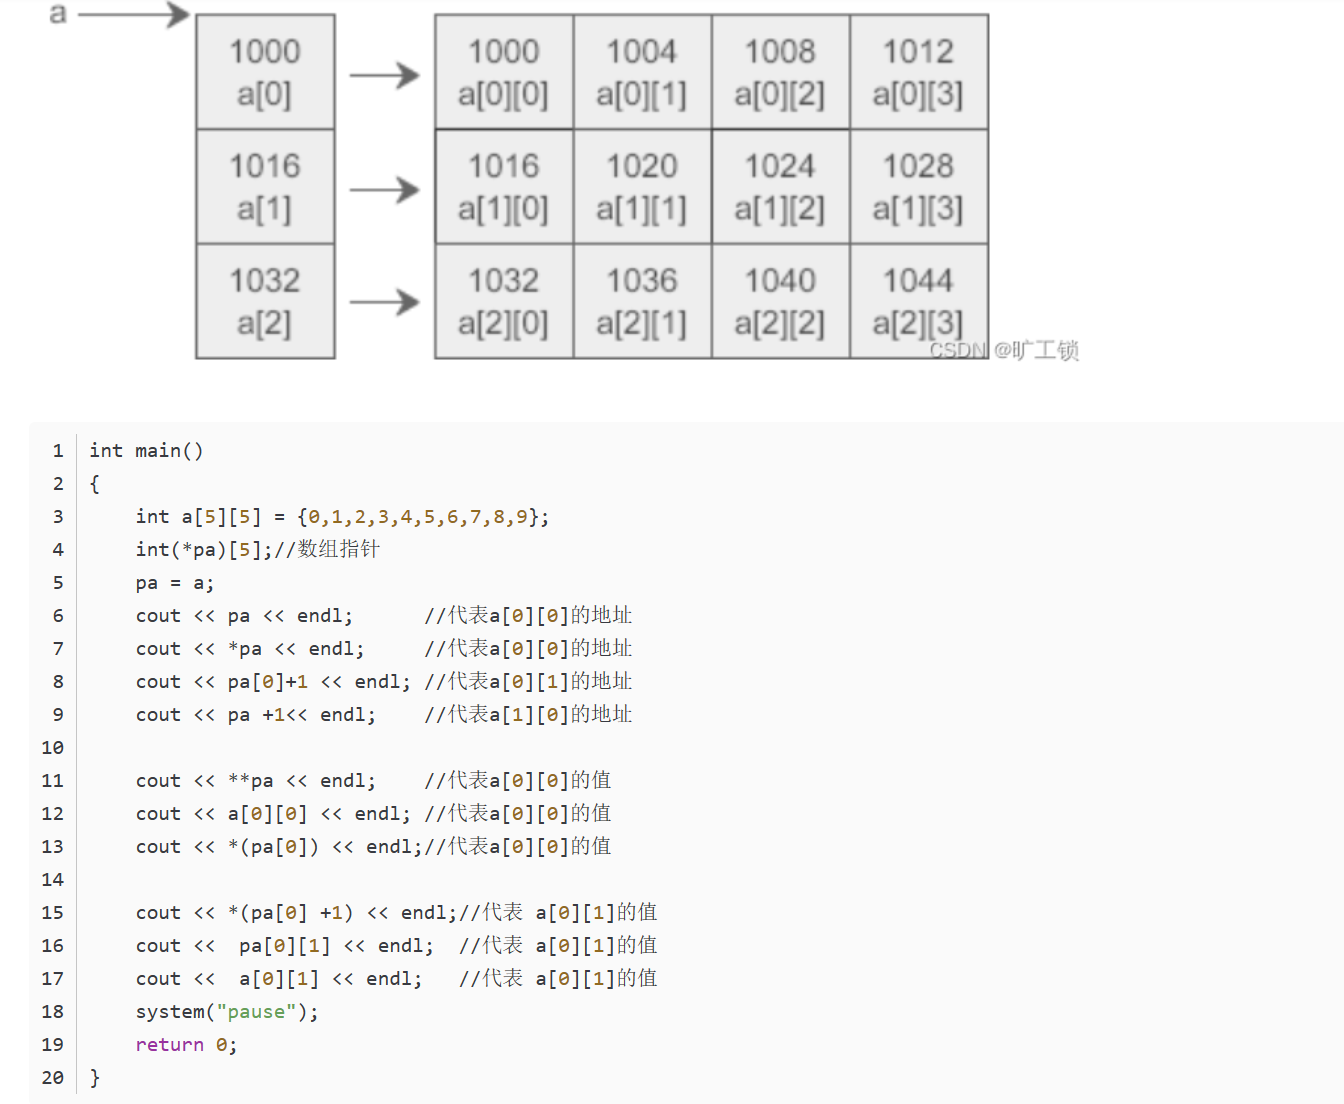 a
1000 1000 1004 1008 1012
a[0] a[0][0] a[0][1] a[0][2] a[0][3]
1016 1016 1020 1024 1028
a[1] a[1][0] a[1][1] a[1][2] a[1][3]
1032 1032 1036 1040 1044
a[2] a[2][0] a[2][1] a[2][2] a[2][3]
CSDN @旷工锁
1 int main()
2 {
3     int a[5][5] = {0,1,2,3,4,5,6,7,8,9};
4     int(*pa)[5];//数组指针
5     pa = a;
6     cout << pa << endl;      //代表a[0][0]的地址
7     cout << *pa << endl;     //代表a[0][0]的地址
8     cout << pa[0]+1 << endl; //代表a[0][1]的地址
9     cout << pa +1<< endl;    //代表a[1][0]的地址
10
11     cout << **pa << endl;    //代表a[0][0]的值
12     cout << a[0][0] << endl; //代表a[0][0]的值
13     cout << *(pa[0]) << endl;//代表a[0][0]的值
14
15     cout << *(pa[0] +1) << endl;//代表 a[0][1]的值
16     cout <<  pa[0][1] << endl;  //代表 a[0][1]的值
17     cout <<  a[0][1] << endl;   //代表 a[0][1]的值
18     system("pause");
19     return 0;
20 }